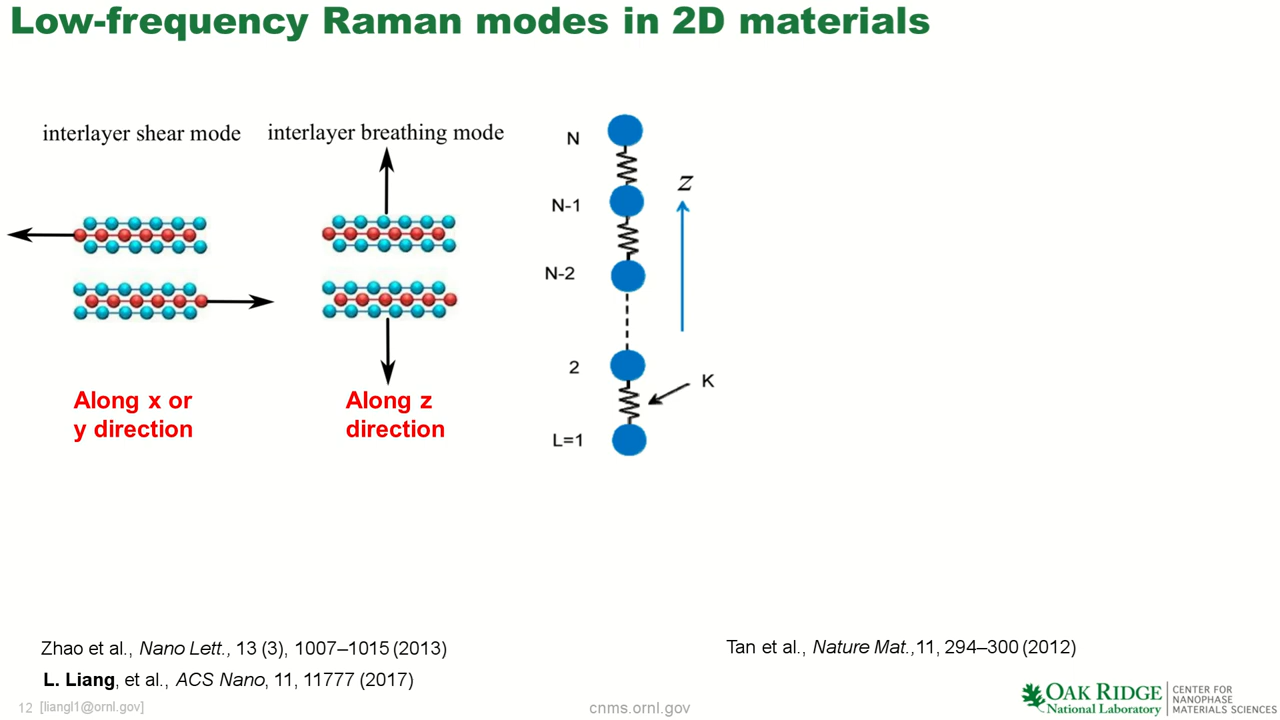 Low-frequency Raman modes in 2D materials
interlayer shear mode
interlayer breathing mode
Along x or
y direction
Along z
direction
N
N-1
N-2
2
L=1
z
K
Zhao et al., Nano Lett., 13 (3), 1007–1015 (2013)
L. Liang, et al., ACS Nano, 11, 11777 (2017)
Tan et al., Nature Mat.,11, 294–300 (2012)
12 [liangl1@ornl.gov]
cnms.ornl.gov
OAK RIDGE
National Laboratory
CENTER FOR
NANOPHASE
MATERIALS SCIENCES